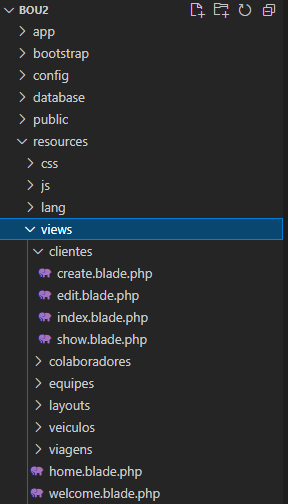 BOU2
app
bootstrap
config
database
public
resources
css
js
lang
views
clientes
create.blade.php
edit.blade.php
index.blade.php
show.blade.php
colaboradores
equipes
layouts
veiculos
viagens
home.blade.php
welcome.blade.php